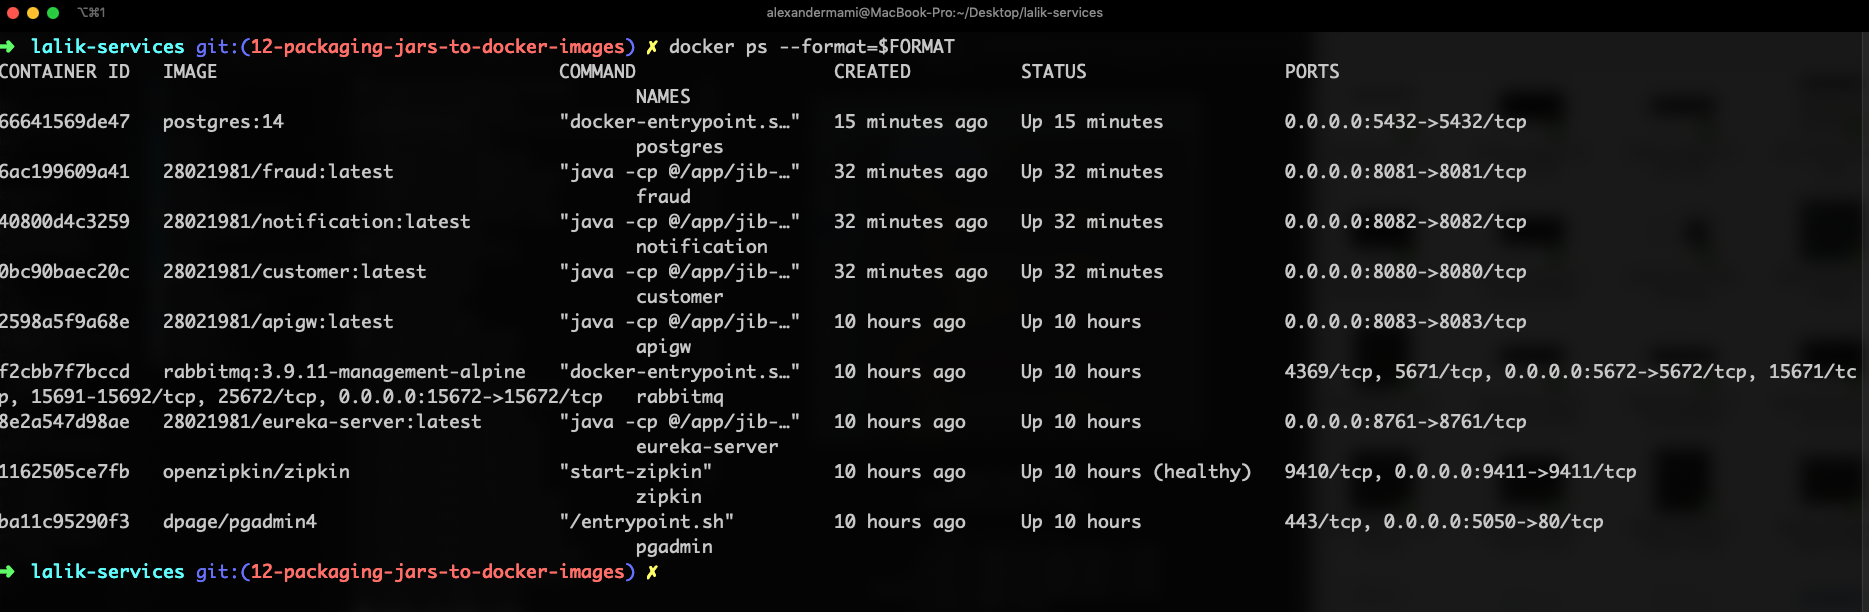 ⌥⌘1 alexandermami@MacBook-Pro:~/Desktop/lalik-services
➜ lalik-services git:(12-packaging-jars-to-docker-images) ✗ docker ps --format=$FORMAT
CONTAINER ID IMAGE COMMAND CREATED STATUS PORTS
NAMES
66641569de47 postgres:14 "docker-entrypoint.s…" 15 minutes ago Up 15 minutes 0.0.0.0:5432->5432/tcp
postgres
6ac199609a41 28021981/fraud:latest "java -cp @/app/jib-…" 32 minutes ago Up 32 minutes 0.0.0.0:8081->8081/tcp
fraud
40800d4c3259 28021981/notification:latest "java -cp @/app/jib-…" 32 minutes ago Up 32 minutes 0.0.0.0:8082->8082/tcp
notification
0bc90baec20c 28021981/customer:latest "java -cp @/app/jib-…" 32 minutes ago Up 32 minutes 0.0.0.0:8080->8080/tcp
customer
2598a5f9a68e 28021981/apigw:latest "java -cp @/app/jib-…" 10 hours ago Up 10 hours 0.0.0.0:8083->8083/tcp
apigw
f2cbb7f7bccd rabbitmq:3.9.11-management-alpine "docker-entrypoint.s…" 10 hours ago Up 10 hours 4369/tcp, 5671/tcp, 0.0.0.0:5672->5672/tcp, 15671/tc
p, 15691-15692/tcp, 25672/tcp, 0.0.0.0:15672->15672/tcp rabbitmq
8e2a547d98ae 28021981/eureka-server:latest "java -cp @/app/jib-…" 10 hours ago Up 10 hours 0.0.0.0:8761->8761/tcp
eureka-server
1162505ce7fb openzipkin/zipkin "start-zipkin" 10 hours ago Up 10 hours (healthy) 9410/tcp, 0.0.0.0:9411->9411/tcp
zipkin
ba11c95290f3 dpage/pgadmin4 "/entrypoint.sh" 10 hours ago Up 10 hours 443/tcp, 0.0.0.0:5050->80/tcp
pgadmin
➜ lalik-services git:(12-packaging-jars-to-docker-images) ✗